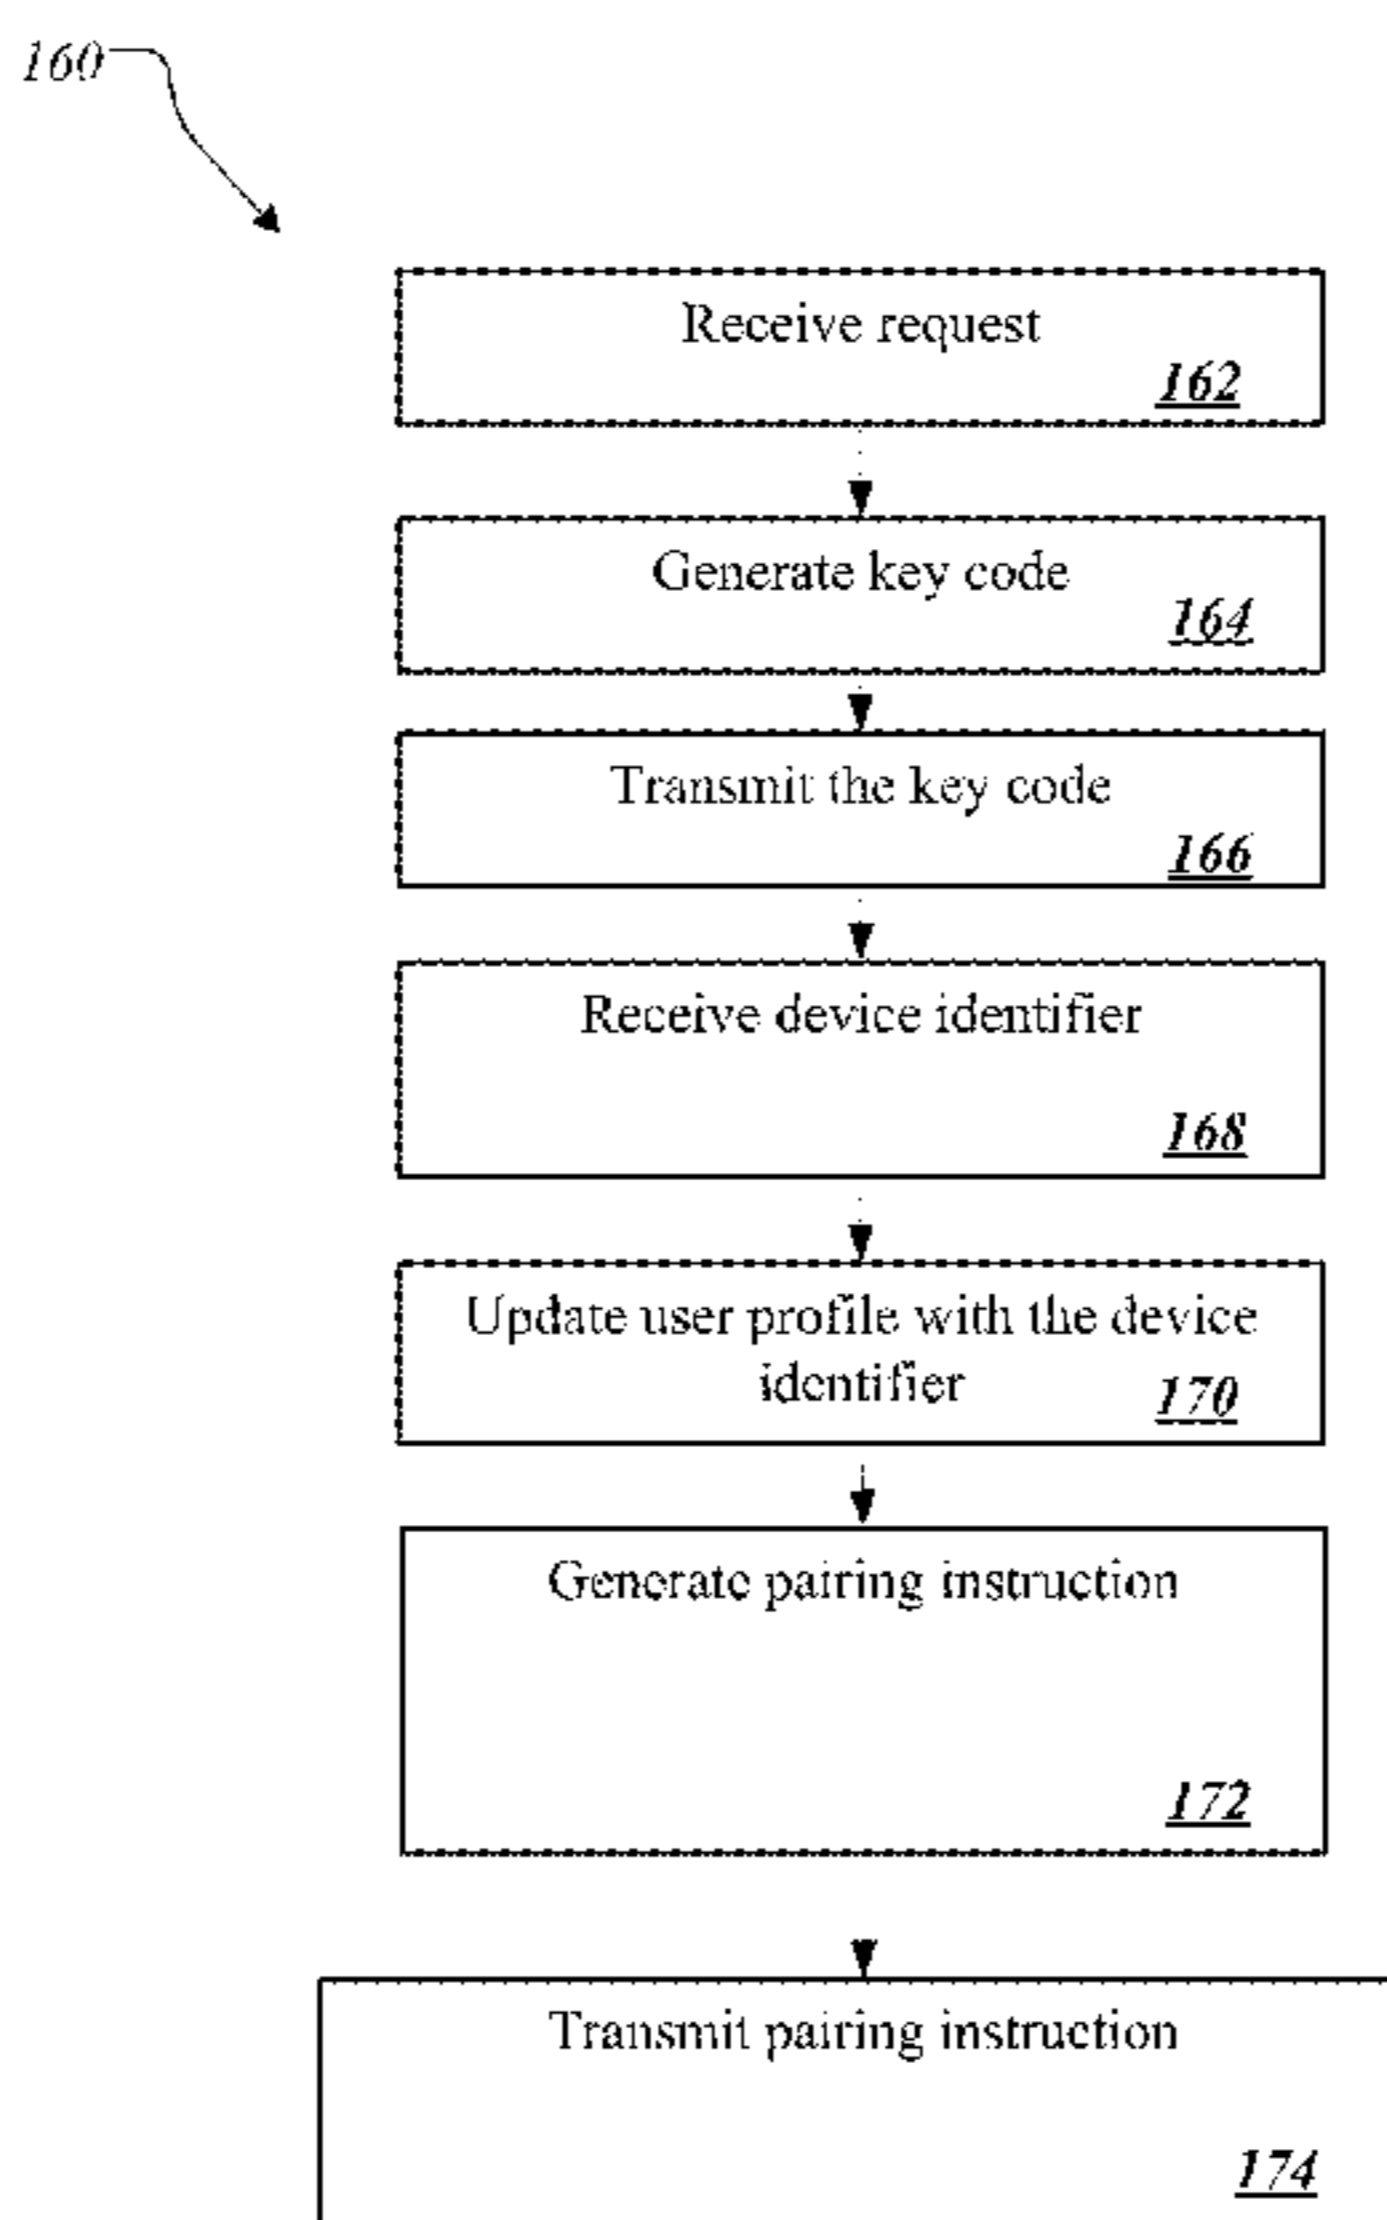 160
Receive request
162
Generate key code
164
Transmit the key code
166
Receive device identifier
168
Update user profile with the device
identifier
170
Generate pairing instruction
172
Transmit pairing instruction
174